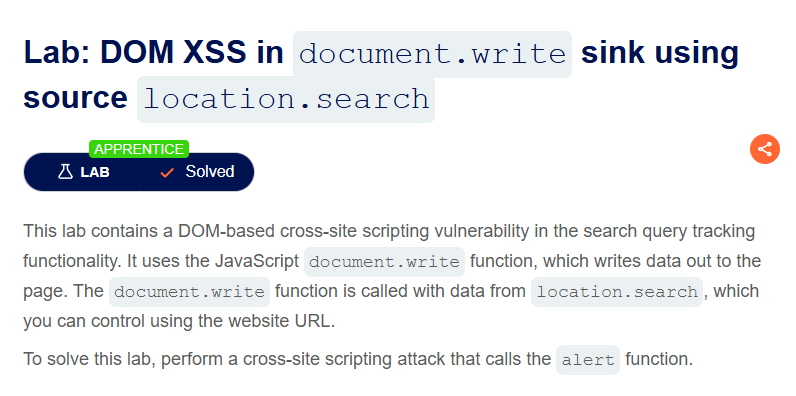 Lab: DOM XSS in document.write sink using
source location.search
APPRENTICE
LAB Solved
This lab contains a DOM-based cross-site scripting vulnerability in the search query tracking
functionality. It uses the JavaScript document.write function, which writes data out to the
page. The document.write function is called with data from location.search, which
you can control using the website URL.
To solve this lab, perform a cross-site scripting attack that calls the alert function.